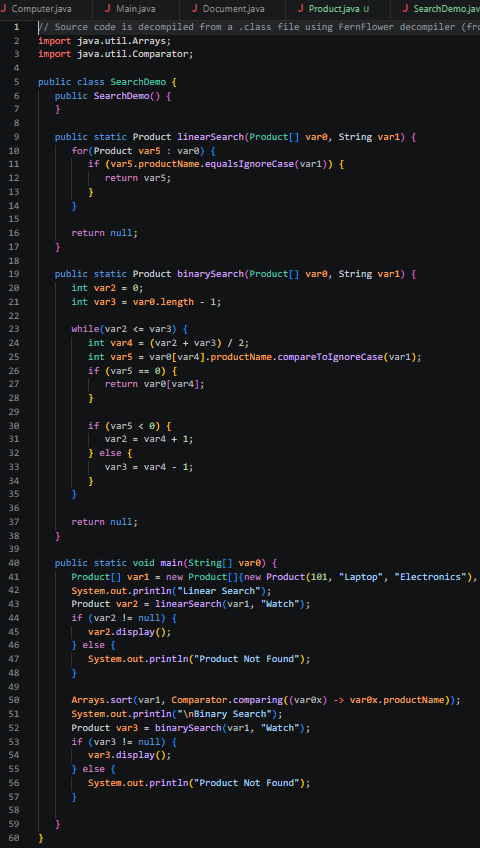 Computer.java J Main.java J Document.java J Product.java U J SearchDemo.jav
1 // Source code is decompiled from a .class file using FernFlower decompiler (fro
2 import java.util.Arrays;
3 import java.util.Comparator;
4
5 public class SearchDemo {
6 public SearchDemo() {
7 }
8
9 public static Product linearSearch(Product[] var0, String var1) {
10 for(Product var5 : var0) {
11 if (var5.productName.equalsIgnoreCase(var1)) {
12 return var5;
13 }
14 }
15
16 return null;
17 }
18
19 public static Product binarySearch(Product[] var0, String var1) {
20 int var2 = 0;
21 int var3 = var0.length - 1;
22
23 while(var2 <= var3) {
24 int var4 = (var2 + var3) / 2;
25 int var5 = var0[var4].productName.compareToIgnoreCase(var1);
26 if (var5 == 0) {
27 return var0[var4];
28 }
29
30 if (var5 < 0) {
31 var2 = var4 + 1;
32 } else {
33 var3 = var4 - 1;
34 }
35 }
36
37 return null;
38 }
39
40 public static void main(String[] var0) {
41 Product[] var1 = new Product[]{new Product(101, "Laptop", "Electronics"),
42 System.out.println("Linear Search");
43 Product var2 = linearSearch(var1, "Watch");
44 if (var2 != null) {
45 var2.display();
46 } else {
47 System.out.println("Product Not Found");
48 }
49
50 Arrays.sort(var1, Comparator.comparing((var0x) -> var0x.productName));
51 System.out.println("\nBinary Search");
52 Product var3 = binarySearch(var1, "Watch");
53 if (var3 != null) {
54 var3.display();
55 } else {
56 System.out.println("Product Not Found");
57 }
58
59 }
60 }